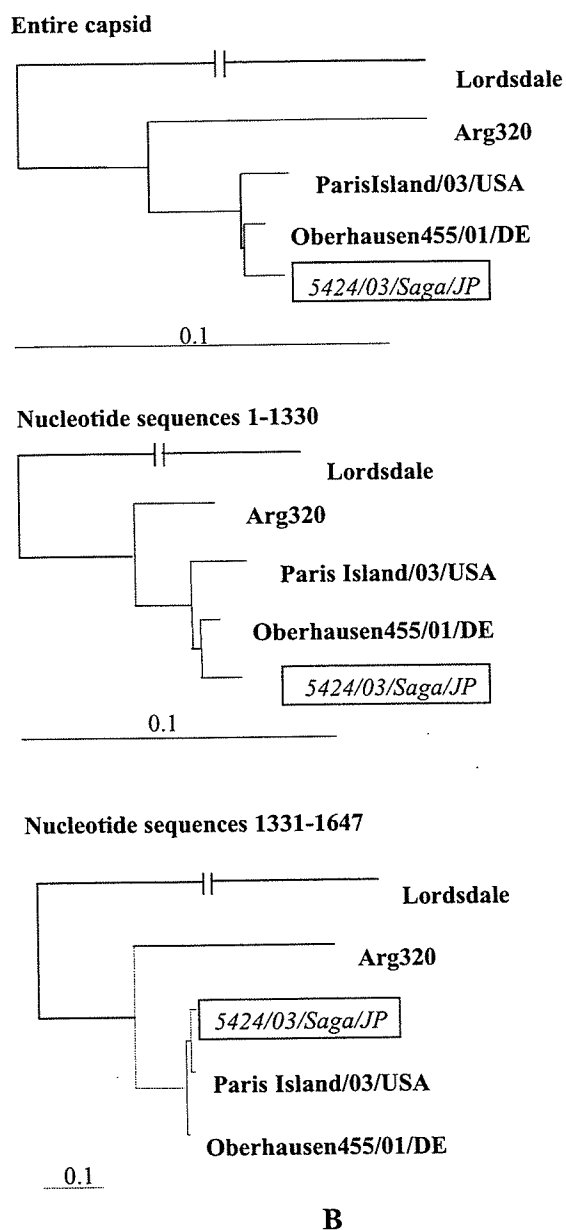 Entire capsid
Lordsdale
Arg320
ParisIsland/03/USA
Oberhausen455/01/DE
5424/03/Saga/JP
0.1
Nucleotide sequences 1-1330
Lordsdale
Arg320
Paris Island/03/USA
Oberhausen455/01/DE
5424/03/Saga/JP
0.1
Nucleotide sequences 1331-1647
Lordsdale
Arg320
5424/03/Saga/JP
Paris Island/03/USA
Oberhausen455/01/DE
0.1
B